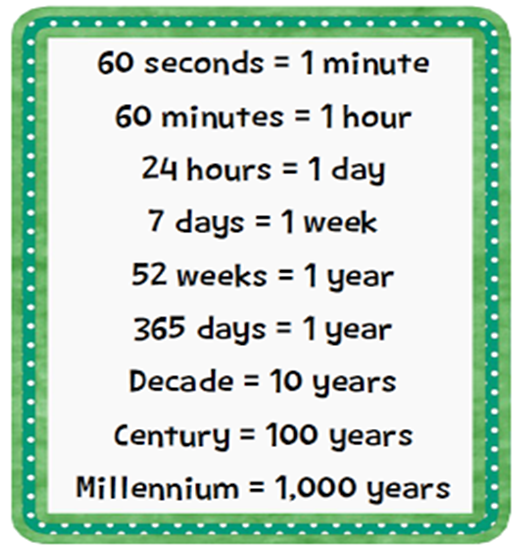 60 seconds = 1 minute
60 minutes = 1 hour
24 hours = 1 day
7 days = 1 week
52 weeks = 1 year
365 days = 1 year
Decade = 10 years
Century = 100 years
Millennium = 1,000 years